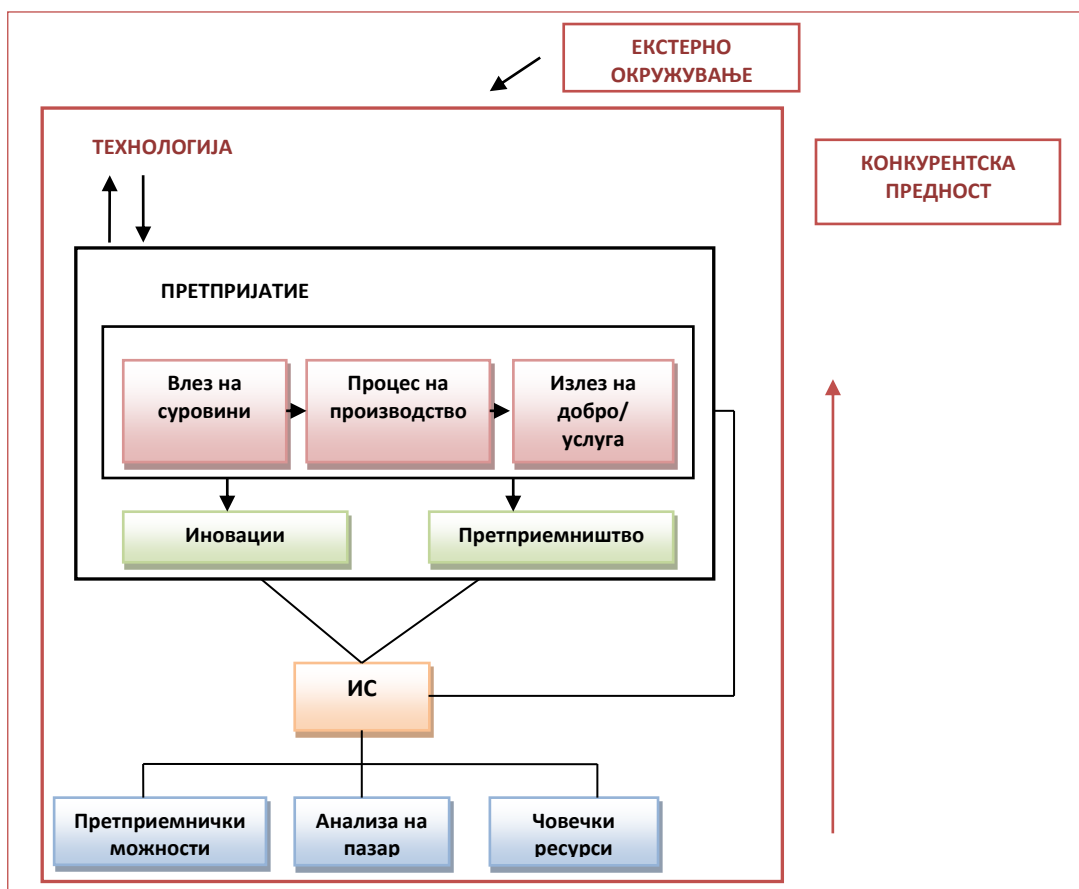 ЕКСТЕРНО
ОКРУЖУВАЊЕ
ТЕХНОЛОГИЈА
КОНКУРЕНТСКА
ПРЕДНОСТ
ПРЕТПРИЈАТИЕ
Влез на
суровини
Процес на
производство
Излез на
добро/
услуга
Иновации
Претприемништво
ИС
Претприемнички
можности
Анализа на
пазар
Човечки
ресурси